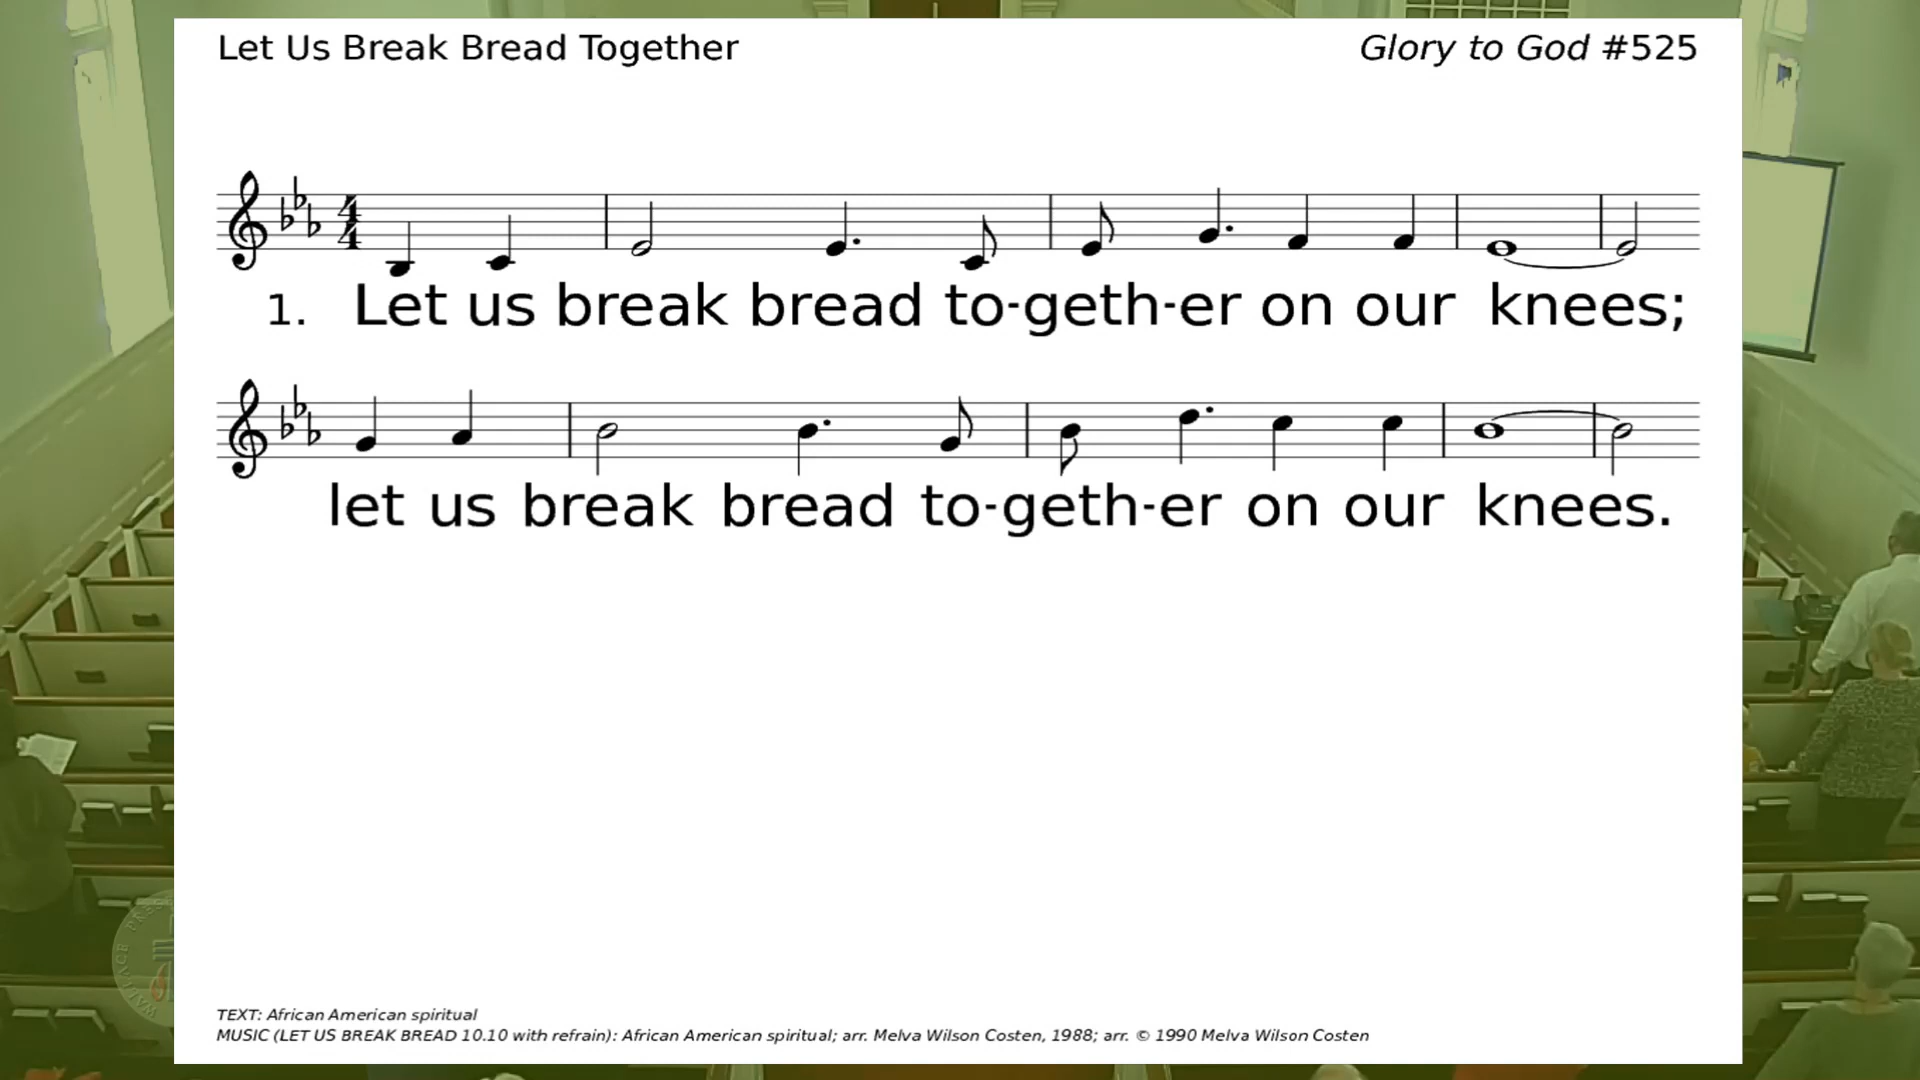 Let Us Break Bread Together
Glory to God #525
1. Let us break bread to-geth-er on our knees;
let us break bread to-geth-er on our knees.
TEXT: African American spiritual
MUSIC (LET US BREAK BREAD 10.10 with refrain): African American spiritual; arr. Melva Wilson Costen, 1988; arr. © 1990 Melva Wilson Costen
WALLACE PRES